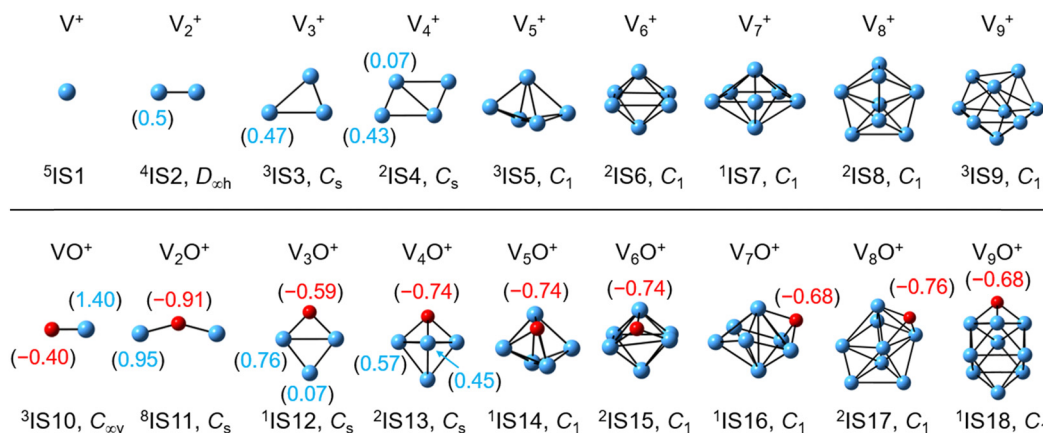 V⁺ V₂⁺ V₃⁺ V₄⁺ V₅⁺ V₆⁺ V₇⁺ V₈⁺ V₉⁺
(0.07)
(0.5) (0.47) (0.43)
⁵IS1 ⁴IS2, D∞h ³IS3, Cs ²IS4, Cs ³IS5, C₁ ²IS6, C₁ ¹IS7, C₁ ²IS8, C₁ ³IS9, C₁
VO⁺ V₂O⁺ V₃O⁺ V₄O⁺ V₅O⁺ V₆O⁺ V₇O⁺ V₈O⁺ V₉O⁺
(1.40) (−0.91) (−0.59) (−0.74) (−0.74) (−0.74) (−0.68) (−0.76) (−0.68)
(−0.40) (0.95) (0.76) (0.57) (0.45)
(0.07)
³IS10, C∞v ⁸IS11, Cs ¹IS12, Cs ²IS13, Cs ¹IS14, C₁ ²IS15, C₁ ¹IS16, C₁ ²IS17, C₁ ¹IS18, C